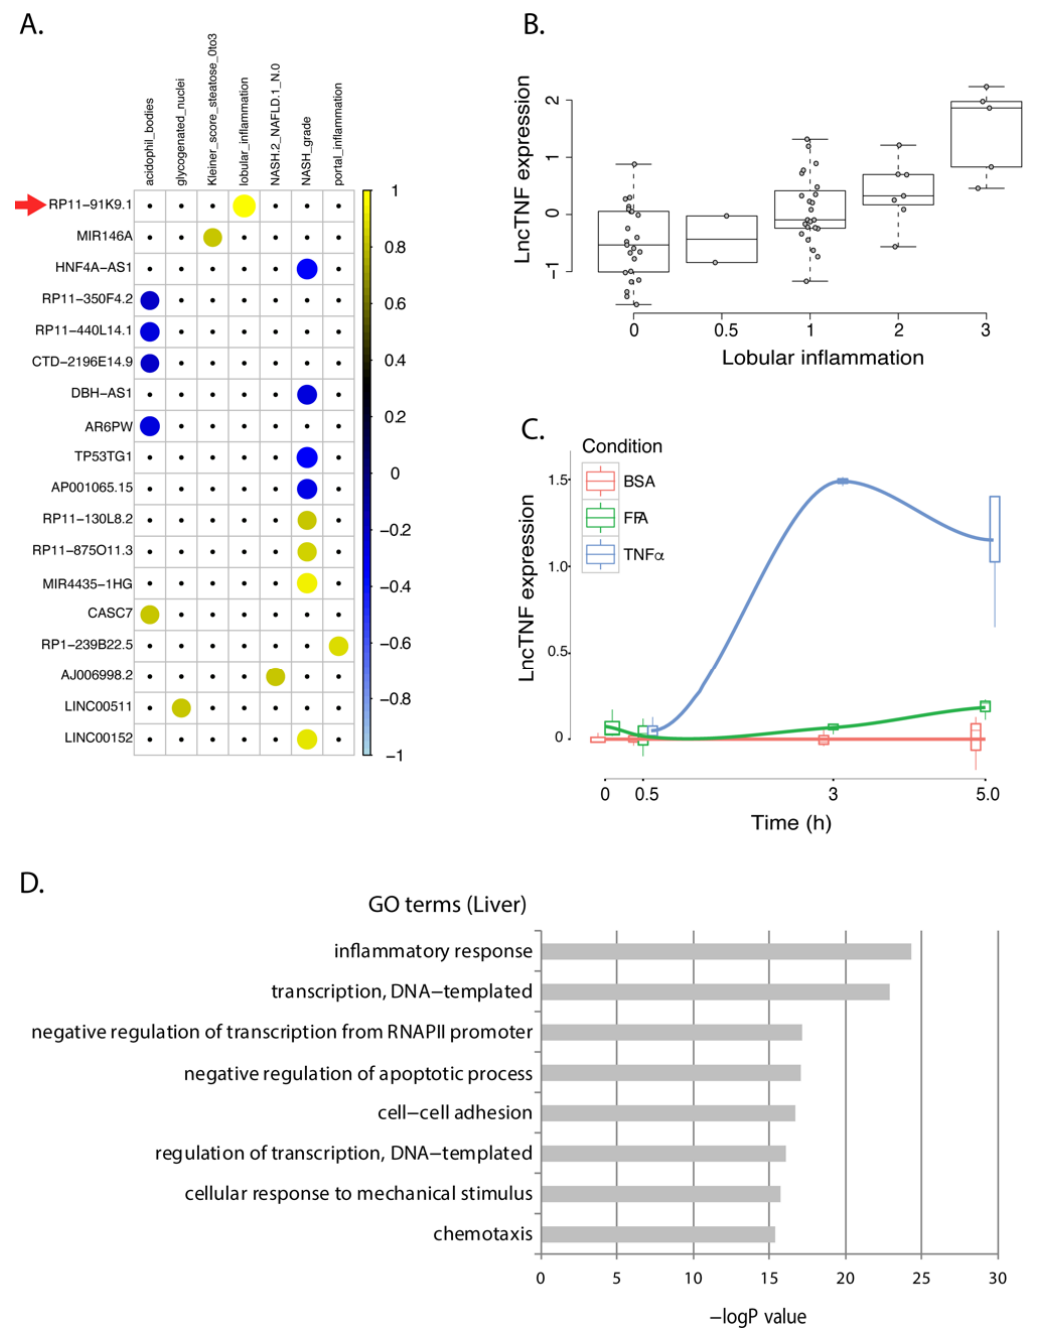 A.
acidophil_bodies
glycogenated_nuclei
Kleiner_score_steatose_0to3
lobular_inflammation
NASH.2_NAFLD.1_N.0
NASH_grade
portal_inflammation
RP11−91K9.1
MIR146A
HNF4A−AS1
RP11−350F4.2
RP11−440L14.1
CTD−2196E14.9
DBH−AS1
AR6PW
TP53TG1
AP001065.15
RP11−130L8.2
RP11−875O11.3
MIR4435−1HG
CASC7
RP1−239B22.5
AJ006998.2
LINC00511
LINC00152
1
0.8
0.6
0.4
0.2
0
−0.2
−0.4
−0.6
−0.8
−1
B.
LncTNF expression
2
1
0
−1
0 0.5 1 2 3
Lobular inflammation
C.
Condition
BSA
FFA
TNFα
LncTNF expression
1.5
1.0
0.5
0
0 0.5 3 5.0
Time (h)
D.
GO terms (Liver)
inflammatory response
transcription, DNA−templated
negative regulation of transcription from RNAPII promoter
negative regulation of apoptotic process
cell−cell adhesion
regulation of transcription, DNA−templated
cellular response to mechanical stimulus
chemotaxis
0 5 10 15 20 25 30
−logP value